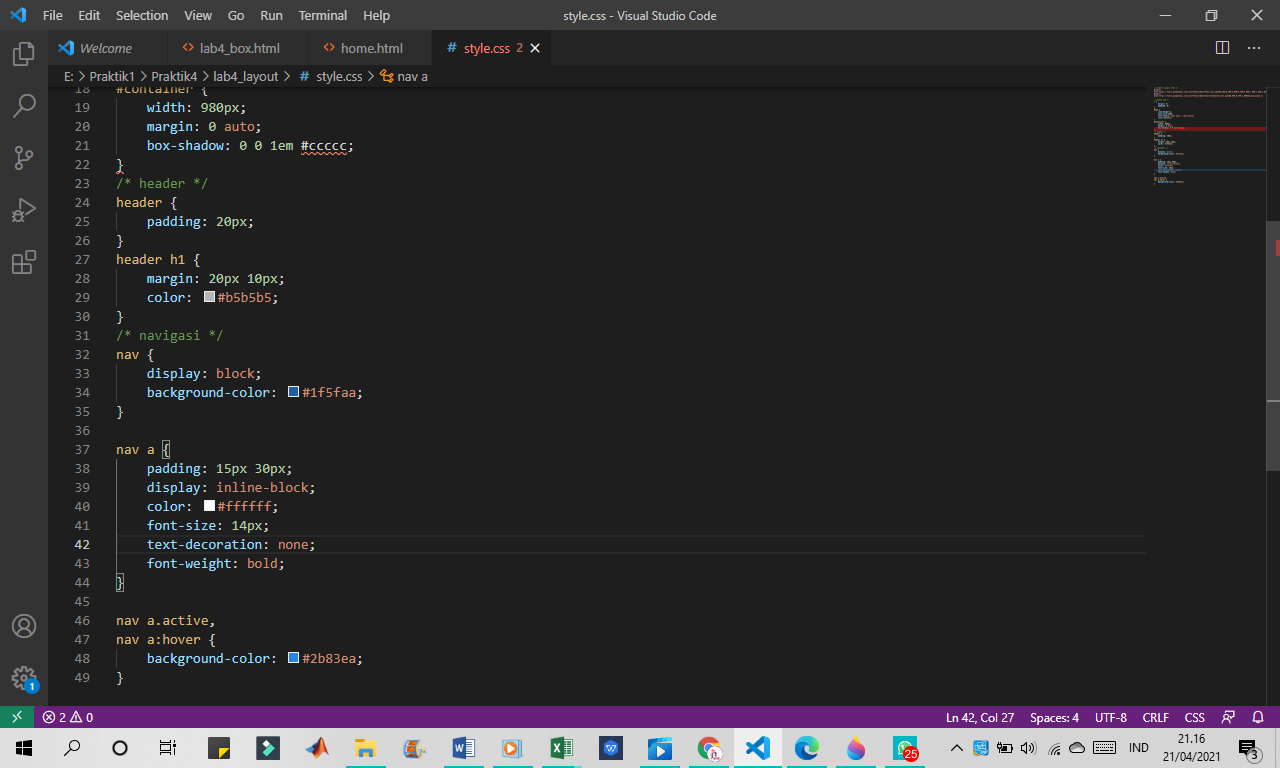 File Edit Selection View Go Run Terminal Help
style.css - Visual Studio Code
Welcome
lab4_box.html
home.html
# style.css 2
E: > Praktik1 > Praktik4 > lab4_layout > # style.css > nav a
18 #container {
19 width: 980px;
20 margin: 0 auto;
21 box-shadow: 0 0 1em #ccccc;
22 }
23 /* header */
24 header {
25 padding: 20px;
26 }
27 header h1 {
28 margin: 20px 10px;
29 color: #b5b5b5;
30 }
31 /* navigasi */
32 nav {
33 display: block;
34 background-color: #1f5faa;
35 }
36
37 nav a {
38 padding: 15px 30px;
39 display: inline-block;
40 color: #ffffff;
41 font-size: 14px;
42 text-decoration: none;
43 font-weight: bold;
44 }
45
46 nav a.active,
47 nav a:hover {
48 background-color: #2b83ea;
49 }
1
2 0
Ln 42, Col 27 Spaces: 4 UTF-8 CRLF CSS
25
IND
21.16
21/04/2021
3